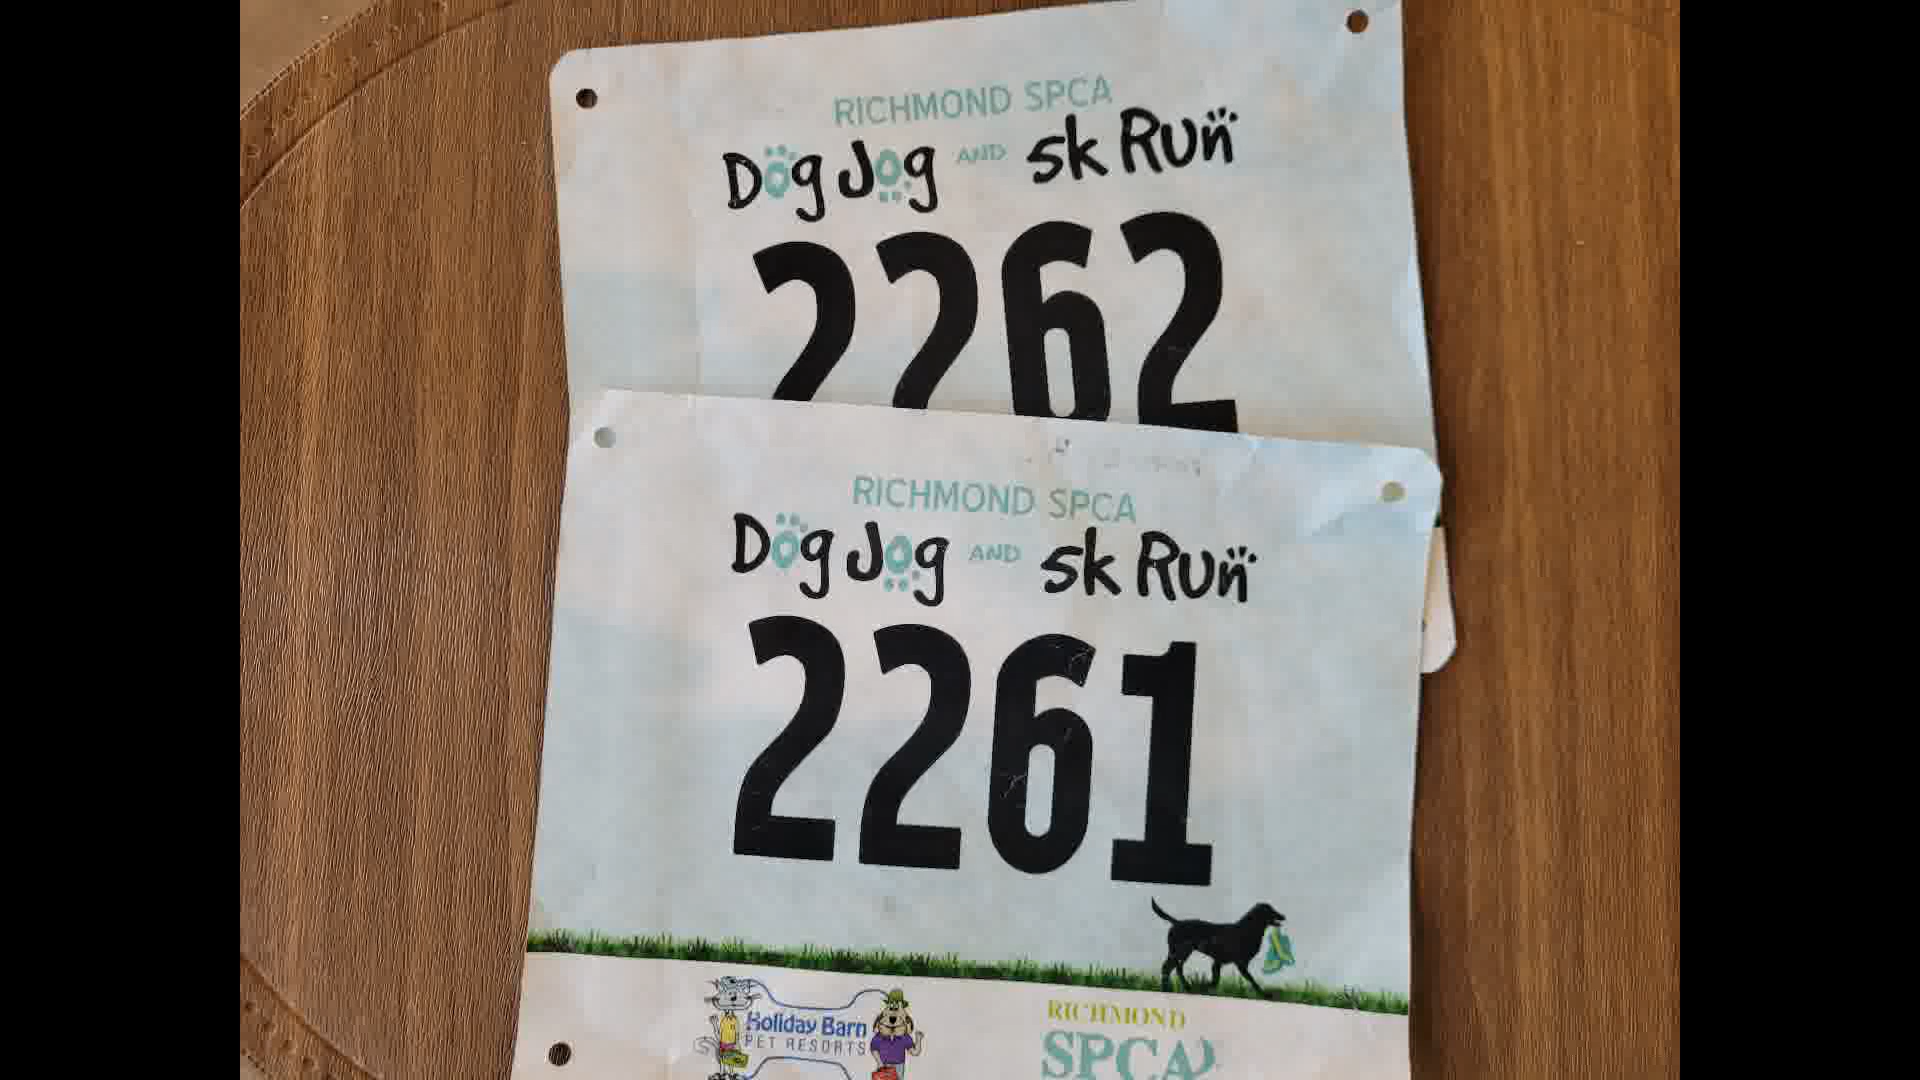 RICHMOND SPCA
Dog Jog AND 5k Run
2262
RICHMOND SPCA
Dog Jog AND 5k Run
2261
Holiday Barn
PET RESORTS
RICHMOND
SPCA